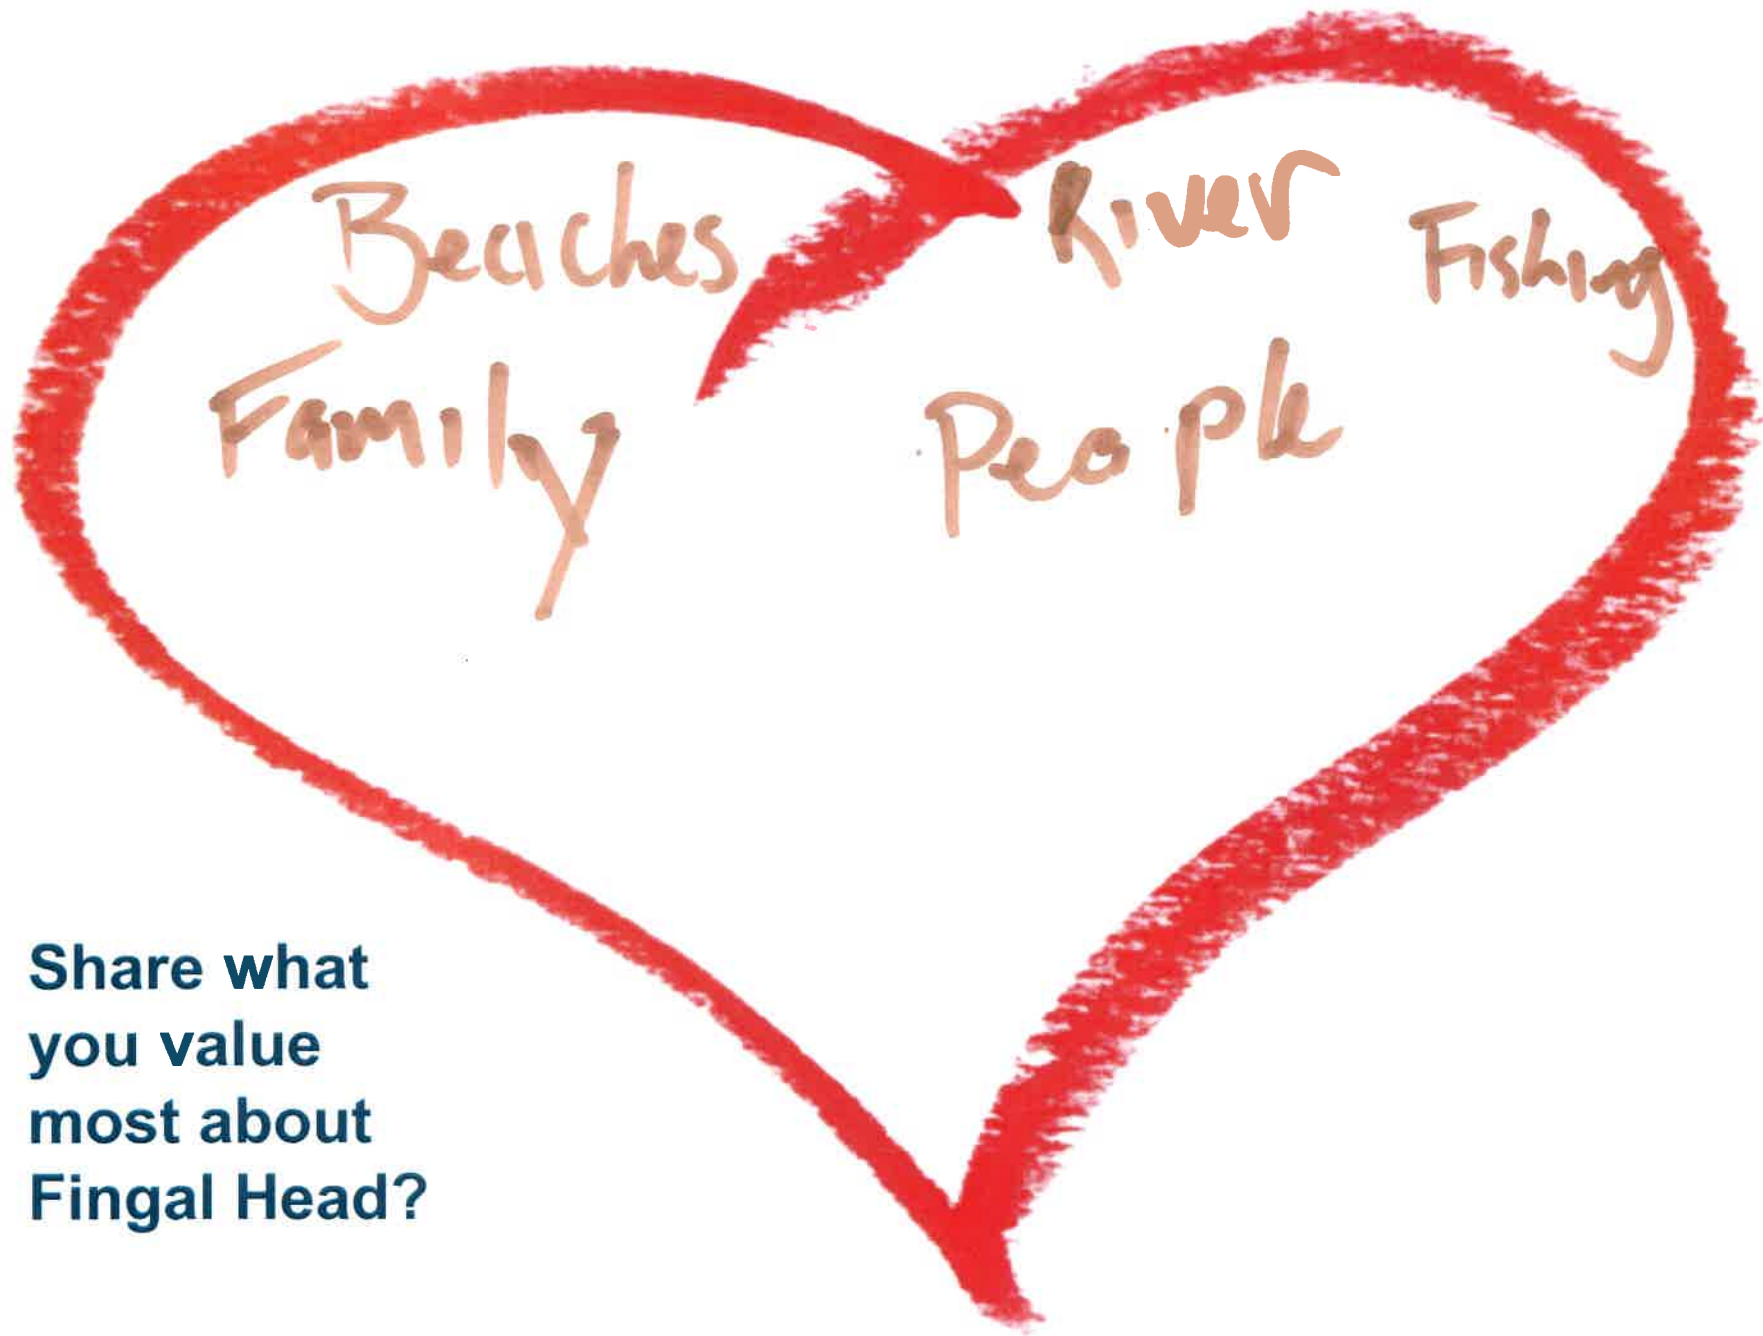 Beaches River Fishing
Family People
Share what
you value
most about
Fingal Head?